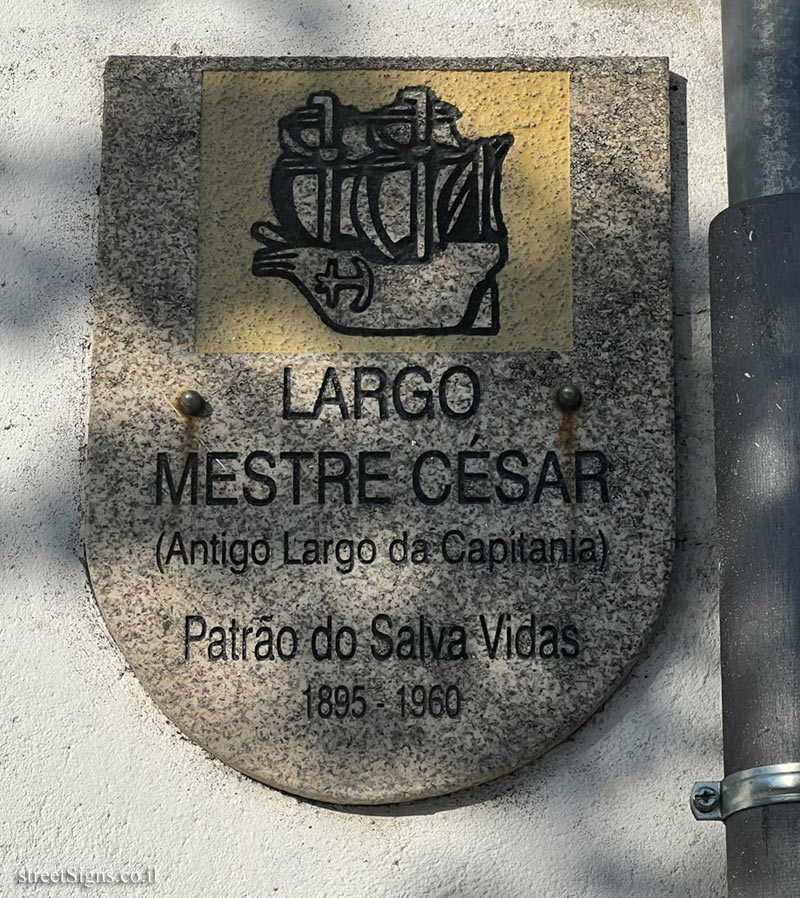 LARGO
MESTRE CÉSAR
(Antigo Largo da Capitania)
Patrão do Salva Vidas
1895 - 1960
streetSigns.co.il